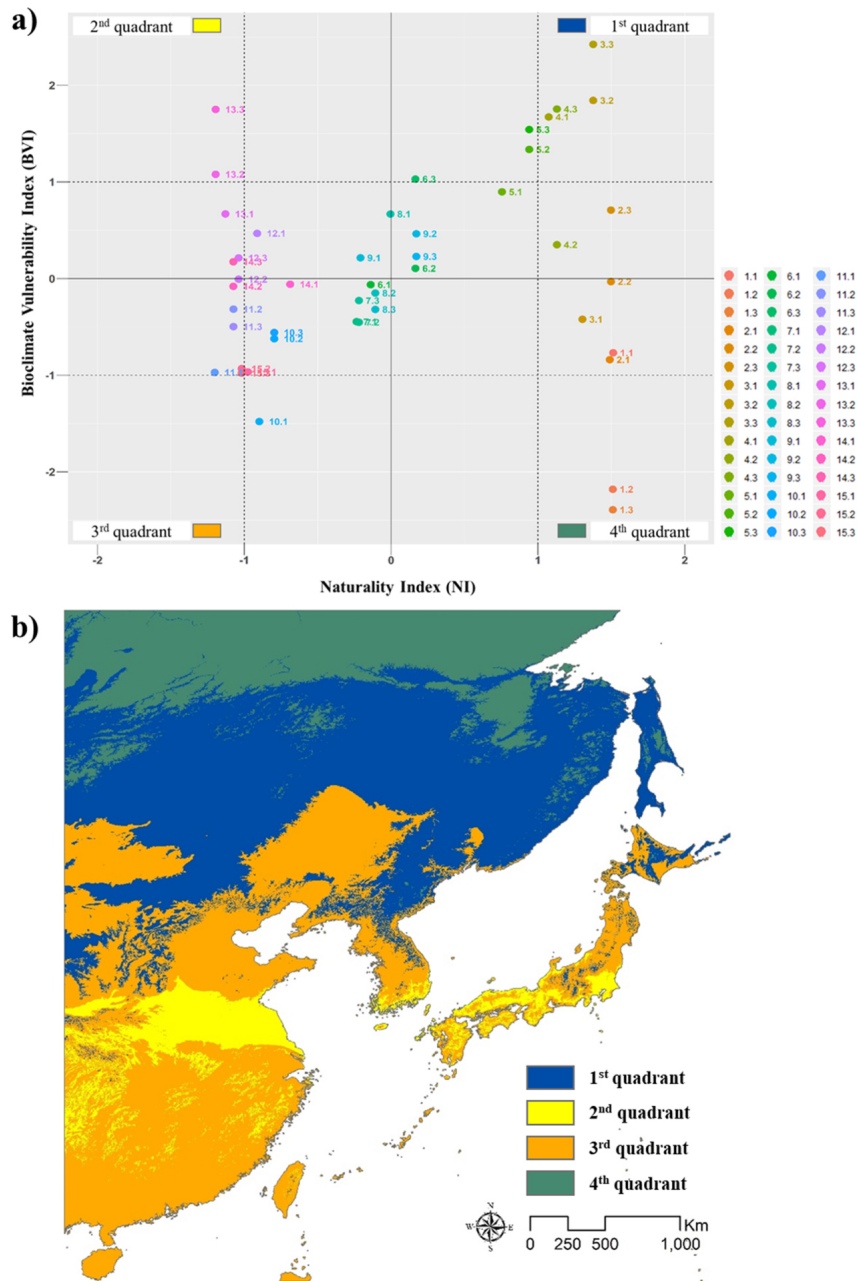 a)
2nd quadrant
1st quadrant
3.3
2
13.3
4.3
3.2
4.1
5.3
5.2
13.2
6.3
1
5.1
13.1
8.1
2.3
12.1
9.2
4.2
12.3
14.3
9.1
9.3
6.2
0
12.2
14.2
14.1
6.1
2.2
8.2
7.3
11.2
8.3
3.1
11.3
7.2
10.3
10.2
1.1
2.1
-1
10.1
-2
1.2
1.3
3rd quadrant
4th quadrant
-2
-1
0
1
2
Bioclimate Vulnerability Index (BVI)
Naturality Index (NI)
1.1 6.1 11.1
1.2 6.2 11.2
1.3 6.3 11.3
2.1 7.1 12.1
2.2 7.2 12.2
2.3 7.3 12.3
3.1 8.1 13.1
3.2 8.2 13.2
3.3 8.3 13.3
4.1 9.1 14.1
4.2 9.2 14.2
4.3 9.3 14.3
5.1 10.1 15.1
5.2 10.2 15.2
5.3 10.3 15.3
b)
1st quadrant
2nd quadrant
3rd quadrant
4th quadrant
N
W E
S
0 250 500 1,000 Km